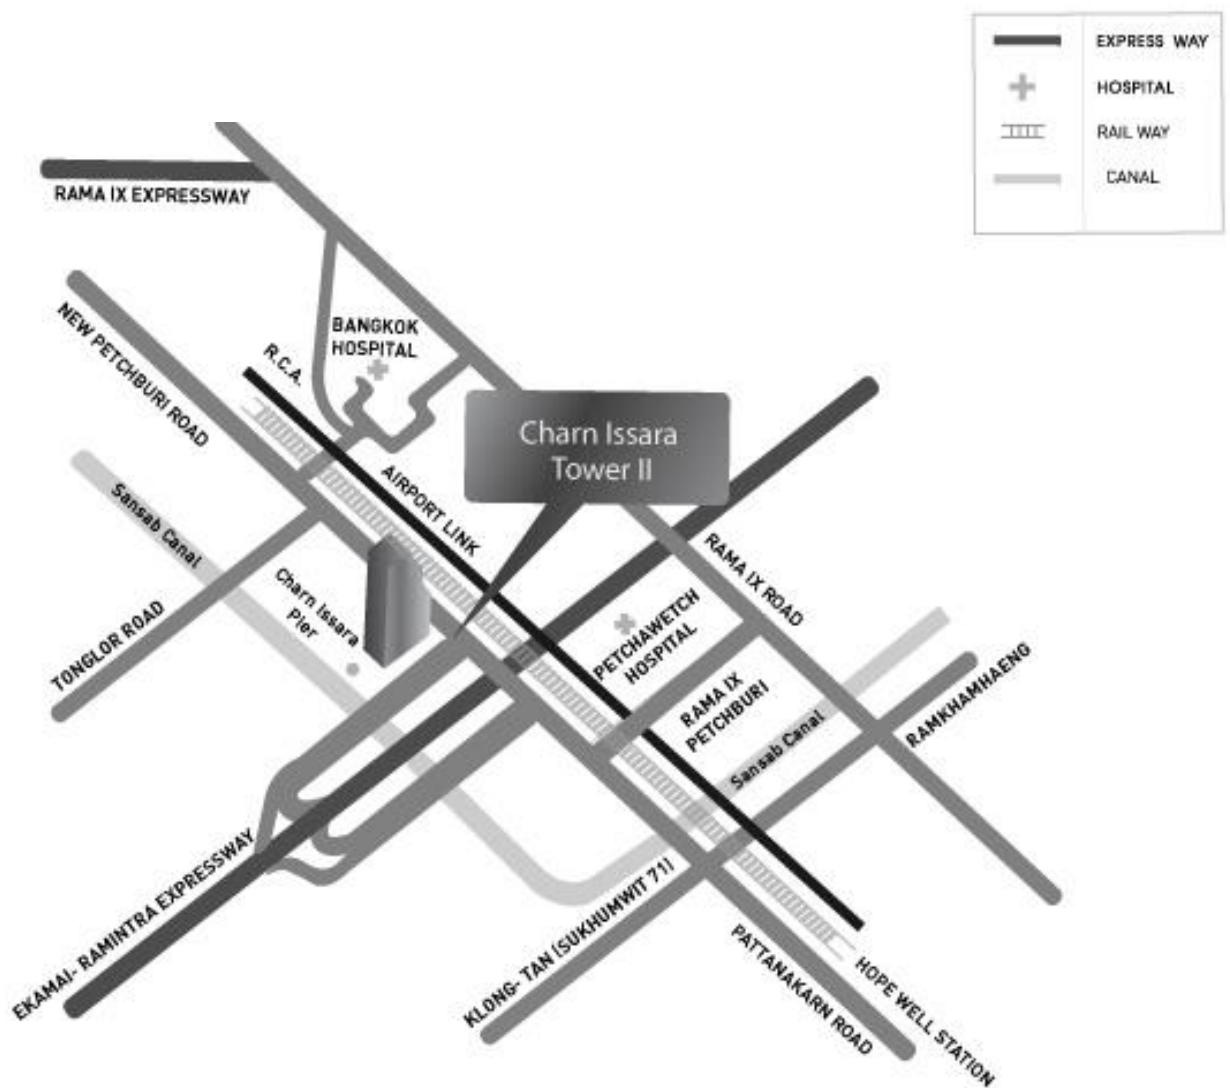 EXPRESS WAY
HOSPITAL
RAIL WAY
CANAL
RAMA IX EXPRESSWAY
NEW PETCHBURI ROAD
BANGKOK
HOSPITAL
R.C.A.
Charn Issara
Tower II
AIRPORT LINK
Sansab Canal
Charn Issara
Pier
TONGLOR ROAD
RAMA IX ROAD
PETCHAWETCH
HOSPITAL
RAMA IX
PETCHBURI
Sansab Canal
RAMKHAMHAENG
EKAMAI- RAMINTRA EXPRESSWAY
KLONG- TAN (SUKHUMWIT 71)
PATTANAKARN ROAD
HOPE WELL STATION